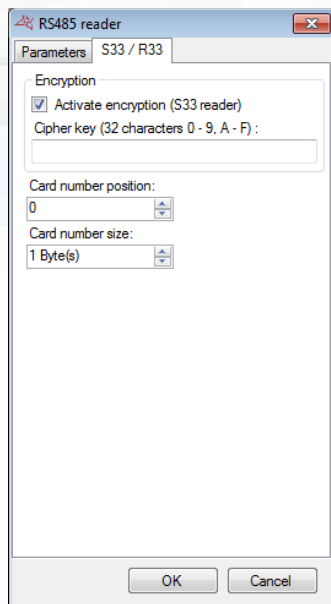 RS485 reader
Parameters S33 / R33
Encryption
Activate encryption (S33 reader)
Cipher key (32 characters 0 - 9, A - F) :
Card number position:
0
Card number size:
1 Byte(s)
OK Cancel